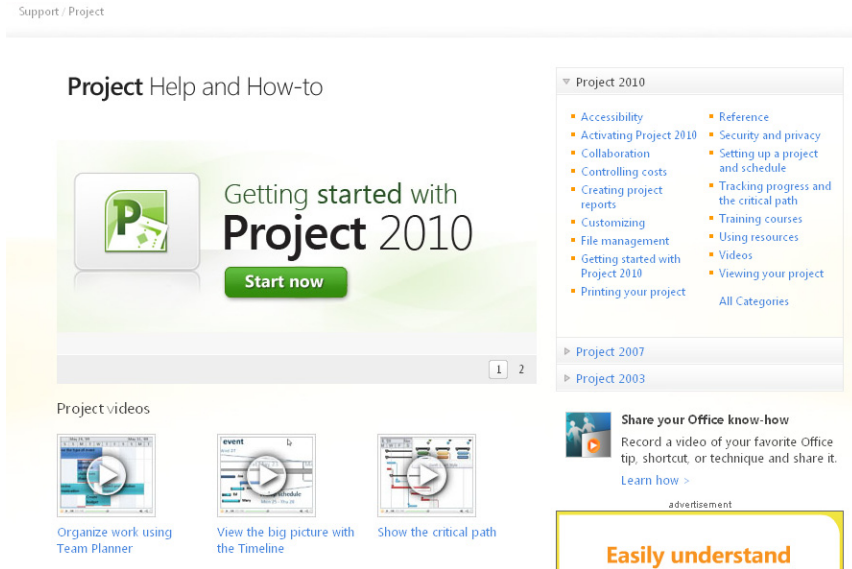 Support / Project
Project Help and How-to
Getting started with
Project 2010
Start now
1 2
Project videos
event
Organize work using
Team Planner
View the big picture with
the Timeline
Show the critical path
Project 2010
Accessibility
Activating Project 2010
Collaboration
Controlling costs
Creating project
reports
Customizing
File management
Getting started with
Project 2010
Printing your project
Reference
Security and privacy
Setting up a project
and schedule
Tracking progress and
the critical path
Training courses
Using resources
Videos
Viewing your project
All Categories
Project 2007
Project 2003
Share your Office know-how
Record a video of your favorite Office
tip, shortcut, or technique and share it.
Learn how >
advertisement
Easily understand